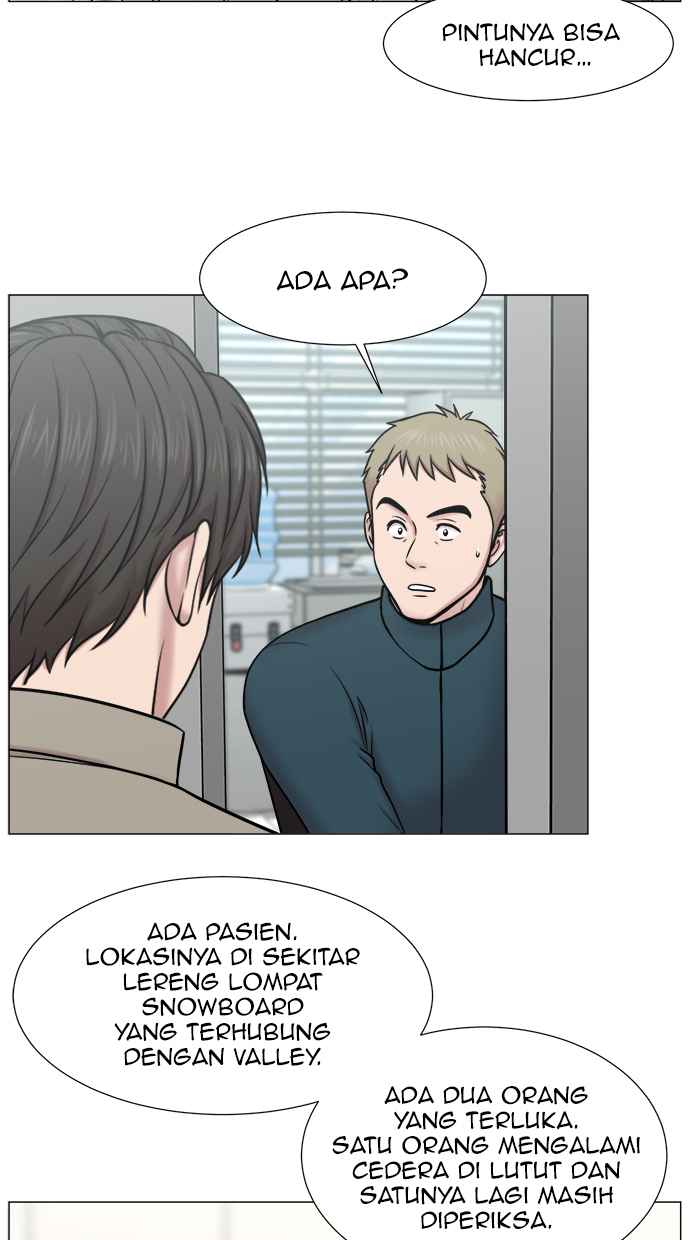 PINTUNYA BISA
HANCUR...
ADA APA?
ADA PASIEN.
LOKASINYA DI SEKITAR
LERENG LOMPAT
SNOWBOARD
YANG TERHUBUNG
DENGAN VALLEY.
ADA DUA ORANG
YANG TERLUKA.
SATU ORANG MENGALAMI
CEDERA DI LUTUT DAN
SATUNYA LAGI MASIH
DIPERIKSA.